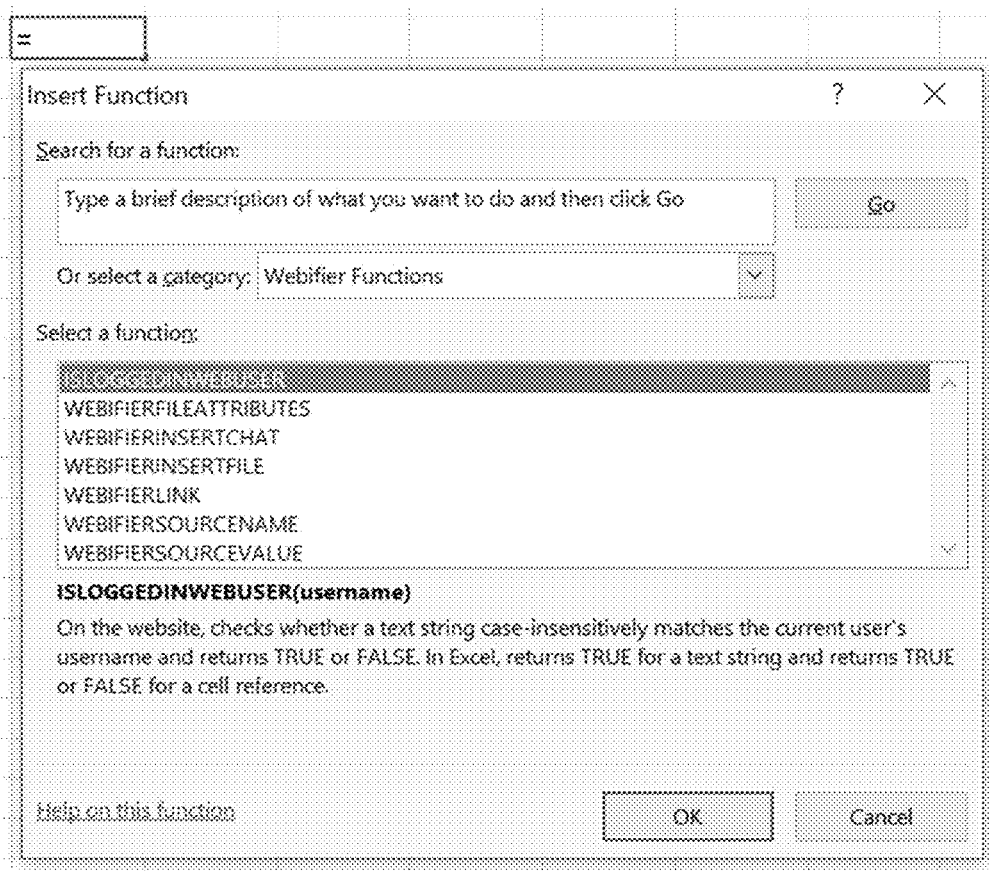 =
Insert Function ?
Search for a function:
Type a brief description of what you want to do and then click Go
Go
Or select a category: Webifier Functions
Select a function:
ISLOGGEDINWEBUSER
WEBIFIERFILEATTRIBUTES
WEBIFIERINSERTCHAT
WEBIFIERINSERTFILE
WEBIFIERLINK
WEBIFIERSOURCENAME
WEBIFIERSOURCEVALUE
ISLOGGEDINWEBUSER(username)
On the website, checks whether a text string case-insensitively matches the current user's
username and returns TRUE or FALSE. In Excel, returns TRUE for a text string and returns TRUE
or FALSE for a cell reference.
Help on this function
OK
Cancel